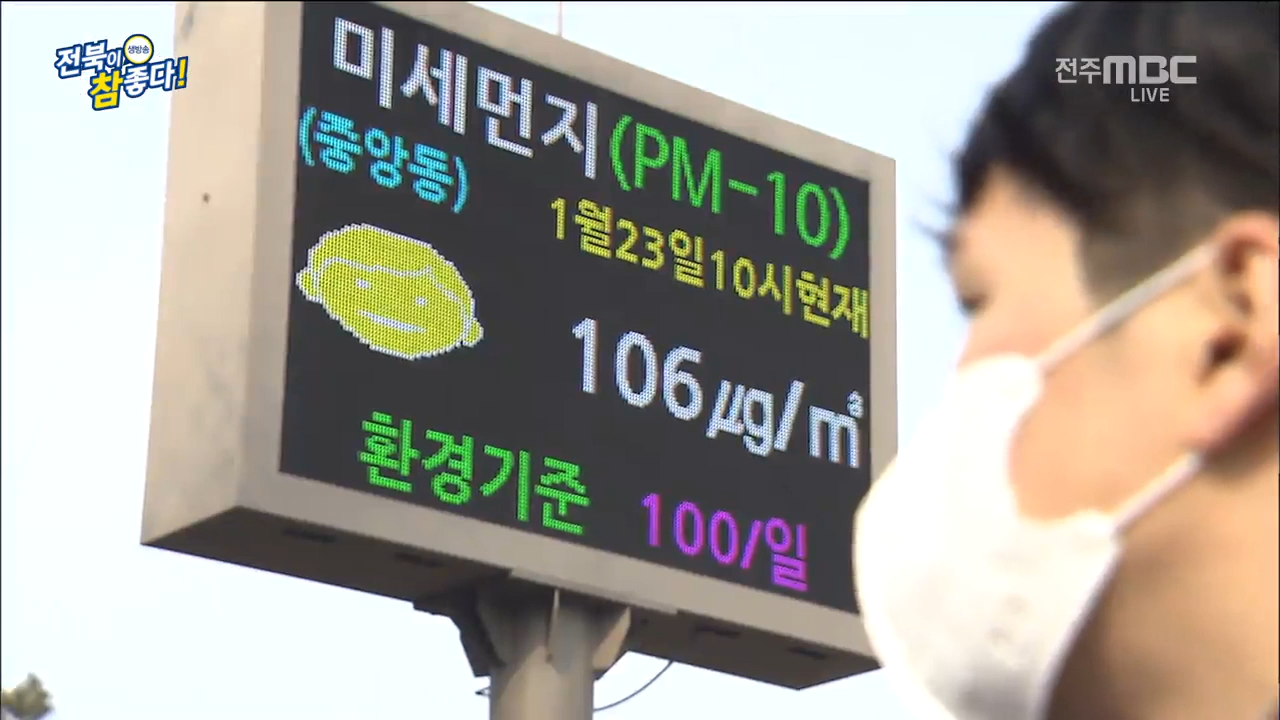 전북이 생방송
참좋다!
전주MBC
LIVE
미세먼지(PM-10)
(중앙동)
1월23일10시현재
106㎍/㎥
환경기준 100/일